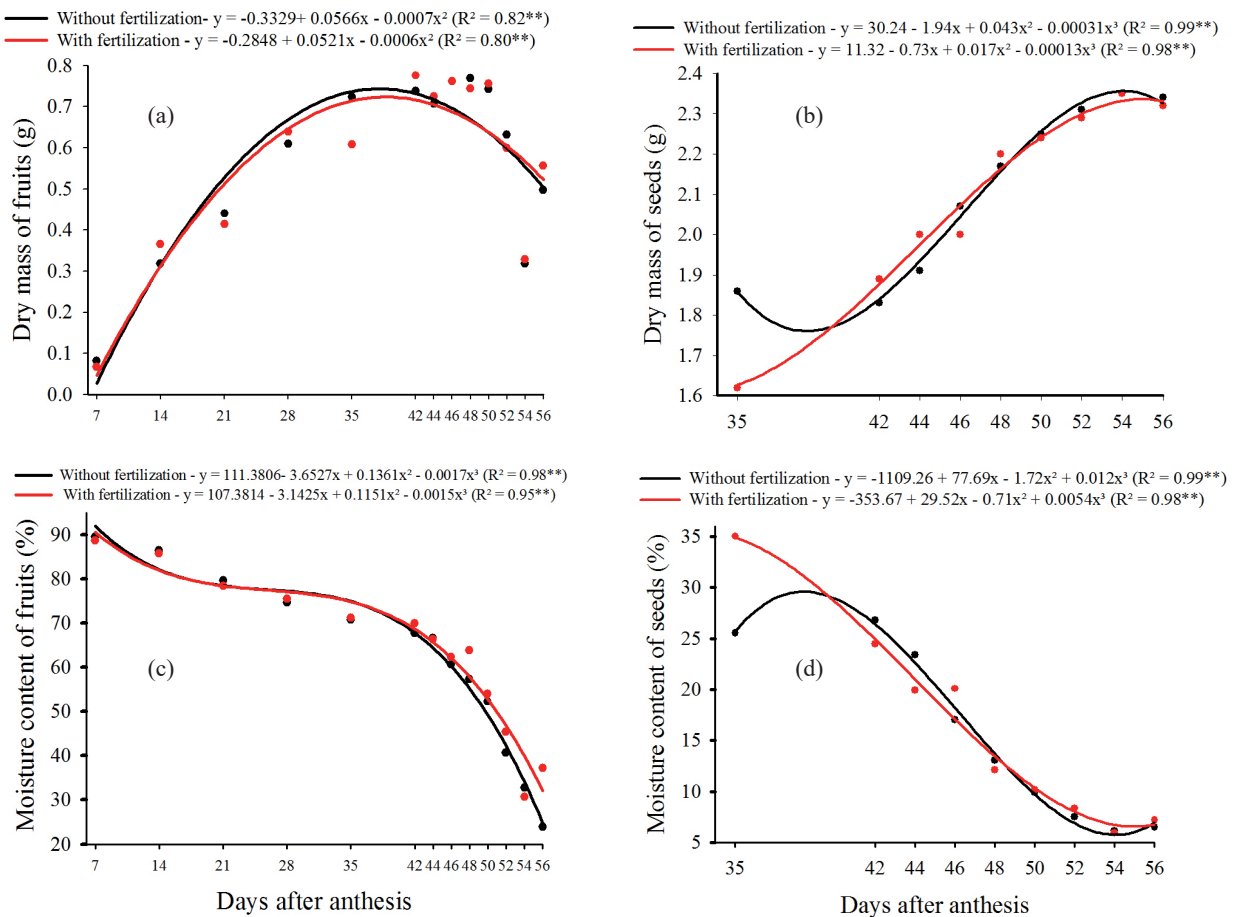 Without fertilization- y = -0.3329+ 0.0566x - 0.0007x² (R² = 0.82**)
With fertilization - y = -0.2848 + 0.0521x - 0.0006x² (R² = 0.80**)
0.8
0.7
0.6
0.5
0.4
0.3
0.2
0.1
0.0
Dry mass of fruits (g)
(a)
7 14 21 28 35 42 44 46 48 50 52 54 56
Without fertilization - y = 30.24 - 1.94x + 0.043x² - 0.00031x³ (R² = 0.99**)
With fertilization - y = 11.32 - 0.73x + 0.017x² - 0.00013x³ (R² = 0.98**)
2.4
2.3
2.2
2.1
2.0
1.9
1.8
1.7
1.6
Dry mass of seeds (g)
(b)
35 42 44 46 48 50 52 54 56
Without fertilization - y = 111.3806- 3.6527x + 0.1361x² - 0.0017x³ (R² = 0.98**)
With fertilization - y = 107.3814 - 3.1425x + 0.1151x² - 0.0015x³ (R² = 0.95**)
90
80
70
60
50
40
30
20
Moisture content of fruits (%)
(c)
7 14 21 28 35 42 44 46 48 50 52 54 56
Days after anthesis
Without fertilization - y = -1109.26 + 77.69x - 1.72x² + 0.012x³ (R² = 0.99**)
With fertilization - y = -353.67 + 29.52x - 0.71x² + 0.0054x³ (R² = 0.98**)
35
30
25
20
15
10
5
Moisture content of seeds (%)
(d)
35 42 44 46 48 50 52 54 56
Days after anthesis